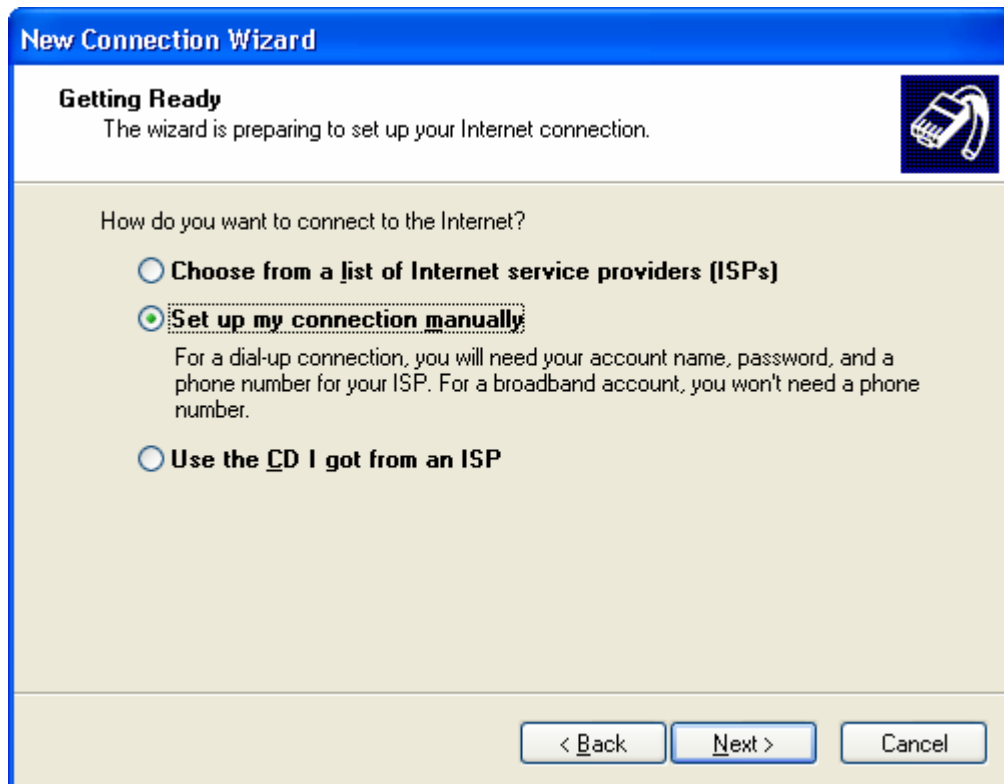 New Connection Wizard
Getting Ready
The wizard is preparing to set up your Internet connection.
How do you want to connect to the Internet?
Choose from a list of Internet service providers (ISPs)
Set up my connection manually
For a dial-up connection, you will need your account name, password, and a
phone number for your ISP. For a broadband account, you won't need a phone
number.
Use the CD I got from an ISP
< Back Next > Cancel